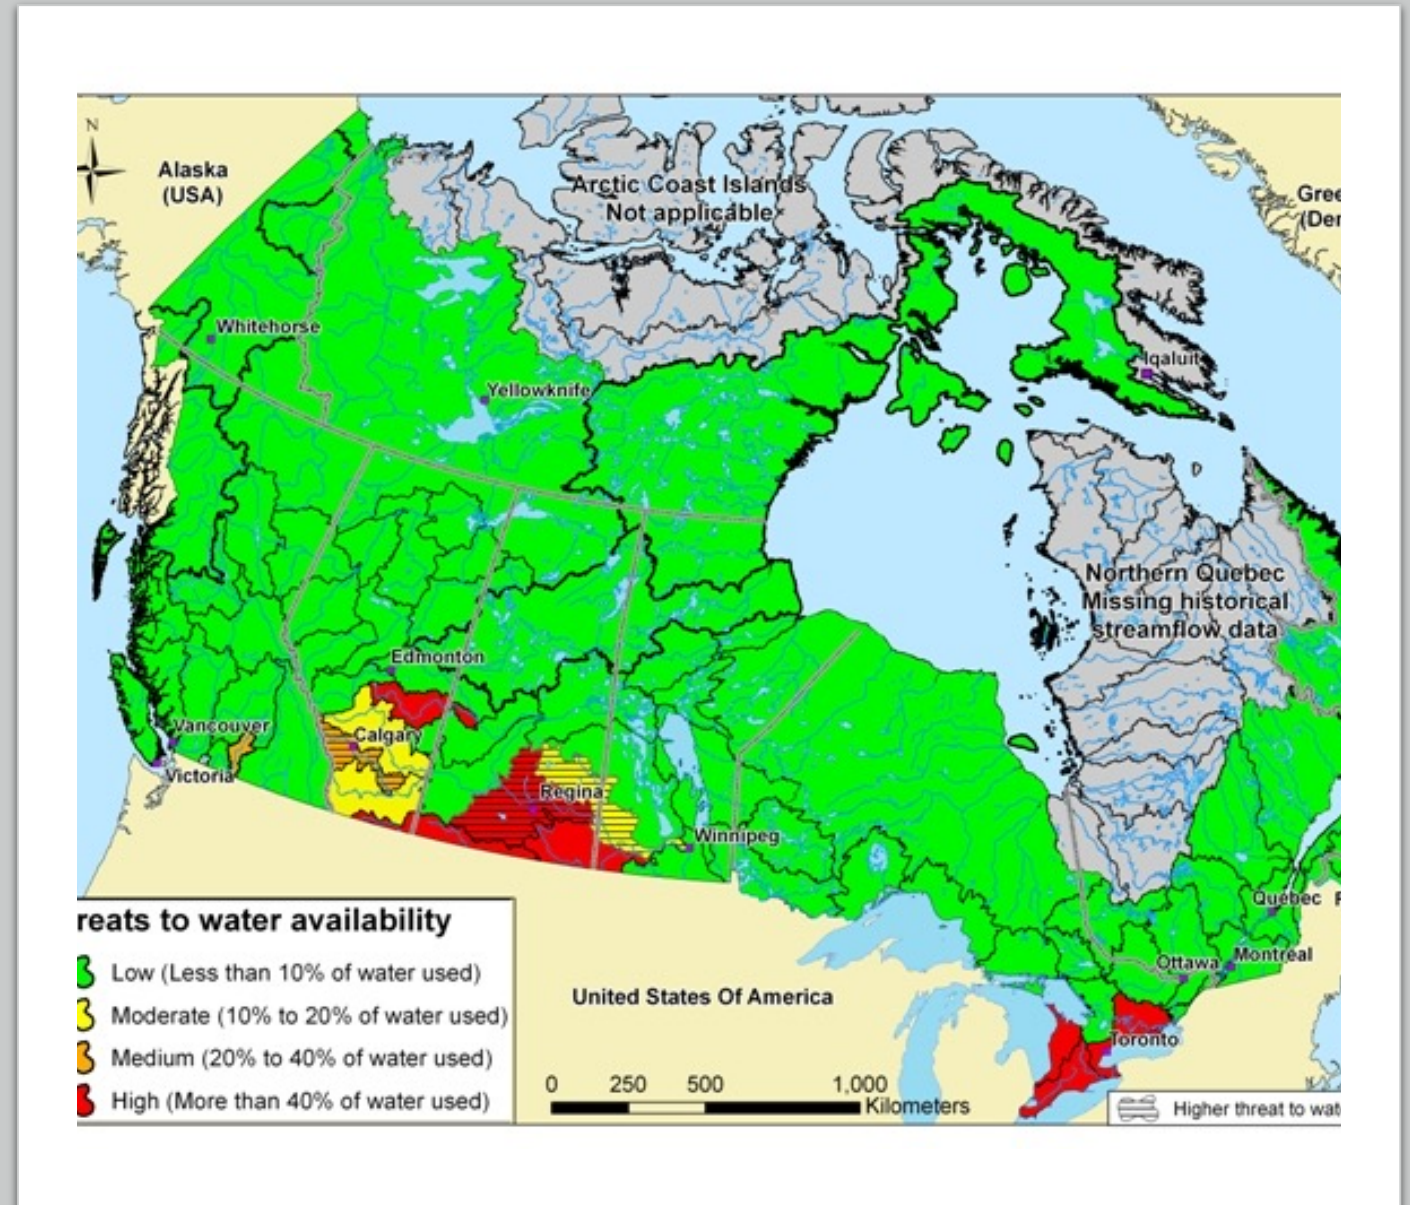 N
Alaska
(USA)
Arctic Coast Islands
Not applicable
Gree
(Den
Whitehorse
Iqaluit
Yellowknife
Northern Quebec
Missing historical
streamflow data
Edmonton
Vancouver
Calgary
Victoria
Regina
Winnipeg
Quebec F
Montreal
Ottawa
Toronto
United States Of America
reats to water availability
Low (Less than 10% of water used)
Moderate (10% to 20% of water used)
Medium (20% to 40% of water used)
High (More than 40% of water used)
0 250 500 1,000
Kilometers
Higher threat to wat